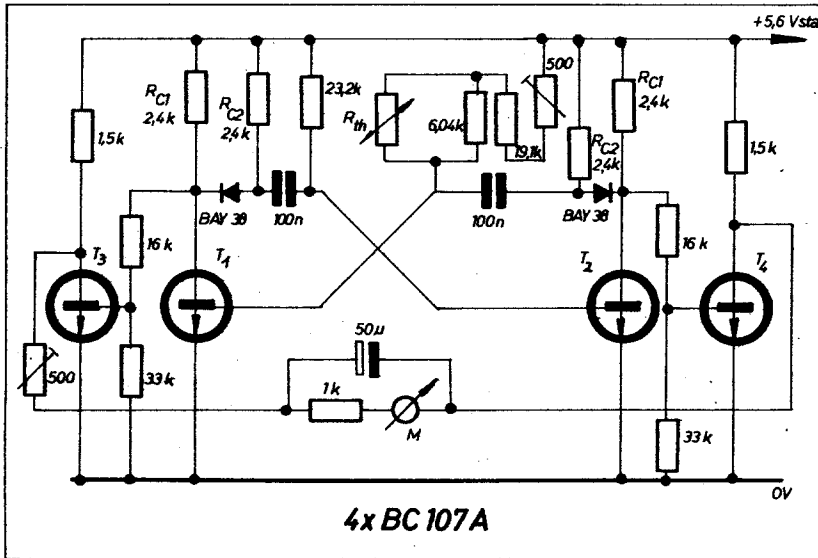 +5,6 Vsta
RC1
2,4k
RC2
2,4k
23,2k
1,5k
Rth
6,04k
19,1k
500
RC2
2,4k
RC1
2,4k
1,5k
BAY 38
100n
100n
BAY 38
16k
16k
T3
T1
T2
T4
500
33k
50µ
1k
M
33k
0V
4x BC 107A